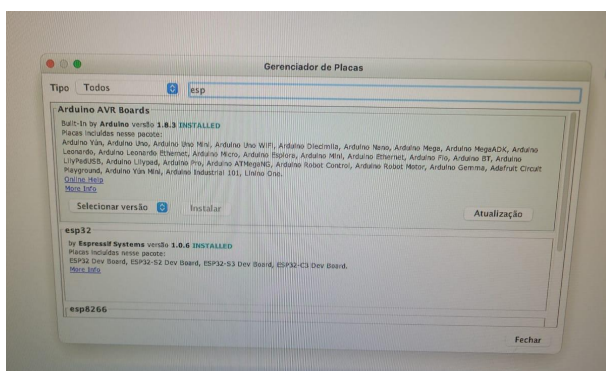 Gerenciador de Placas
Tipo Todos esp
Arduino AVR Boards
Built-In by Arduino versão 1.8.3 INSTALLED
Placas incluídas nesse pacote:
Arduino Yún, Arduino Uno, Arduino Uno Mini, Arduino Uno WiFi, Arduino Diecimila, Arduino Nano, Arduino Mega, Arduino MegaADK, Arduino
Leonardo, Arduino Leonardo Ethernet, Arduino Micro, Arduino Esplora, Arduino Mini, Arduino Ethernet, Arduino Fio, Arduino BT, Arduino
LilyPadUSB, Arduino Lilypad, Arduino Pro, Arduino ATMegaNG, Arduino Robot Control, Arduino Robot Motor, Arduino Gemma, Adafruit Circuit
Playground, Arduino Yún Mini, Arduino Industrial 101, Linino One.
Online Help
More Info
Selecionar versão Instalar Atualização
esp32
by Espressif Systems versão 1.0.6 INSTALLED
Placas incluídas nesse pacote:
ESP32 Dev Board, ESP32-S2 Dev Board, ESP32-S3 Dev Board, ESP32-C3 Dev Board.
More Info
esp8266
Fechar